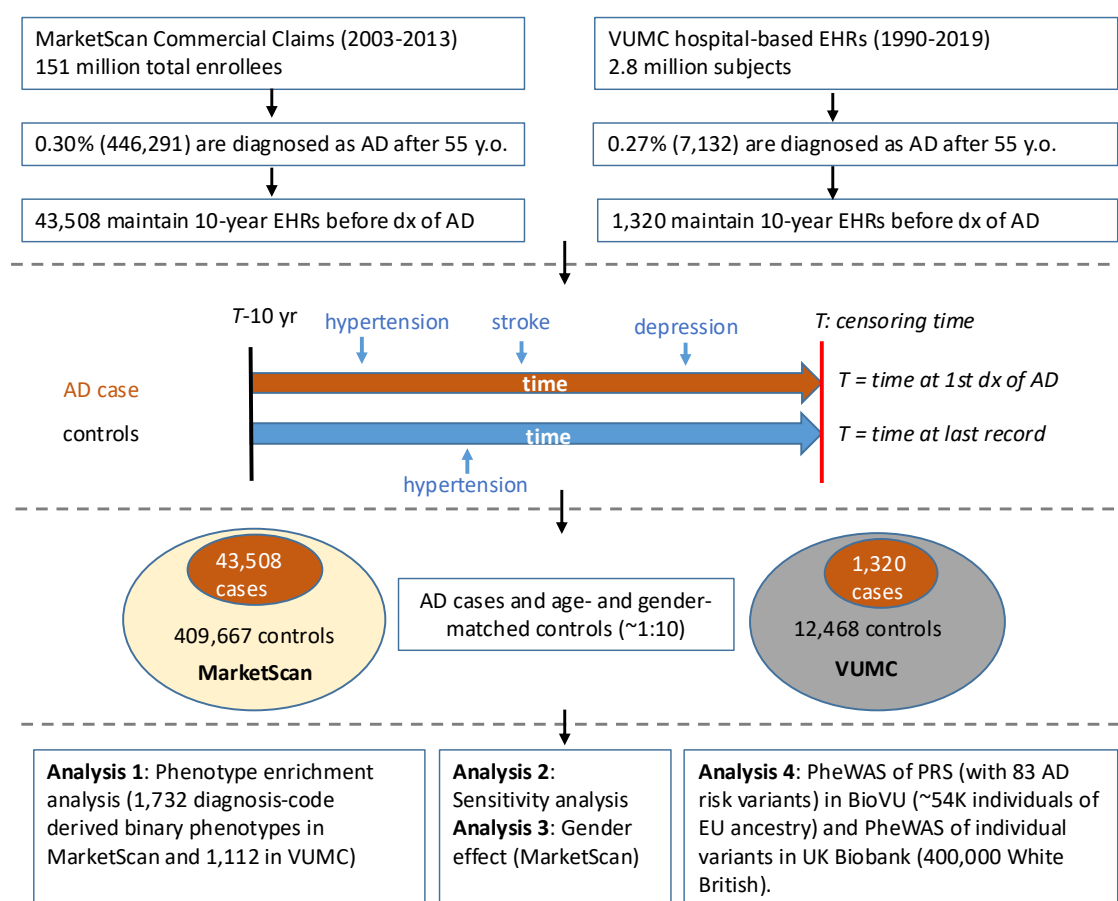 MarketScan Commercial Claims (2003-2013)
151 million total enrollees
VUMC hospital-based EHRs (1990-2019)
2.8 million subjects
0.30% (446,291) are diagnosed as AD after 55 y.o.
0.27% (7,132) are diagnosed as AD after 55 y.o.
43,508 maintain 10-year EHRs before dx of AD
1,320 maintain 10-year EHRs before dx of AD
T-10 yr
hypertension
stroke
depression
T: censoring time
AD case
time
T = time at 1st dx of AD
controls
time
T = time at last record
hypertension
43,508
cases
409,667 controls
MarketScan
AD cases and age- and gender-
matched controls (~1:10)
1,320
cases
12,468 controls
VUMC
Analysis 1: Phenotype enrichment
analysis (1,732 diagnosis-code
derived binary phenotypes in
MarketScan and 1,112 in VUMC)
Analysis 2:
Sensitivity analysis
Analysis 3: Gender
effect (MarketScan)
Analysis 4: PheWAS of PRS (with 83 AD
risk variants) in BioVU (~54K individuals of
EU ancestry) and PheWAS of individual
variants in UK Biobank (400,000 White
British).